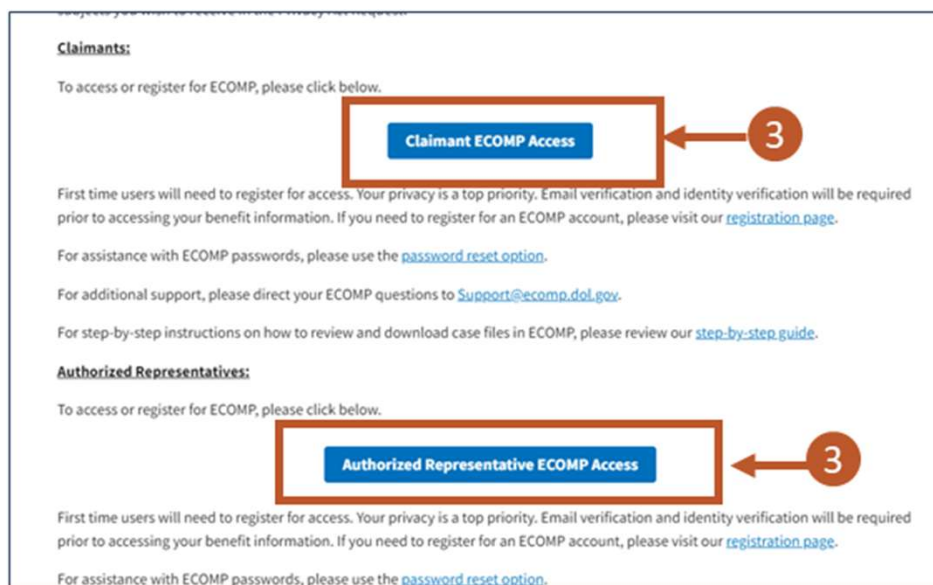 Claimants:
To access or register for ECOMP, please click below.
Claimant ECOMP Access
3
First time users will need to register for access. Your privacy is a top priority. Email verification and identity verification will be required
prior to accessing your benefit information. If you need to register for an ECOMP account, please visit our registration page.
For assistance with ECOMP passwords, please use the password reset option.
For additional support, please direct your ECOMP questions to Support@ecomp.dol.gov.
For step-by-step instructions on how to review and download case files in ECOMP, please review our step-by-step guide.
Authorized Representatives:
To access or register for ECOMP, please click below.
Authorized Representative ECOMP Access
3
First time users will need to register for access. Your privacy is a top priority. Email verification and identity verification will be required
prior to accessing your benefit information. If you need to register for an ECOMP account, please visit our registration page.
For assistance with ECOMP passwords, please use the password reset option.